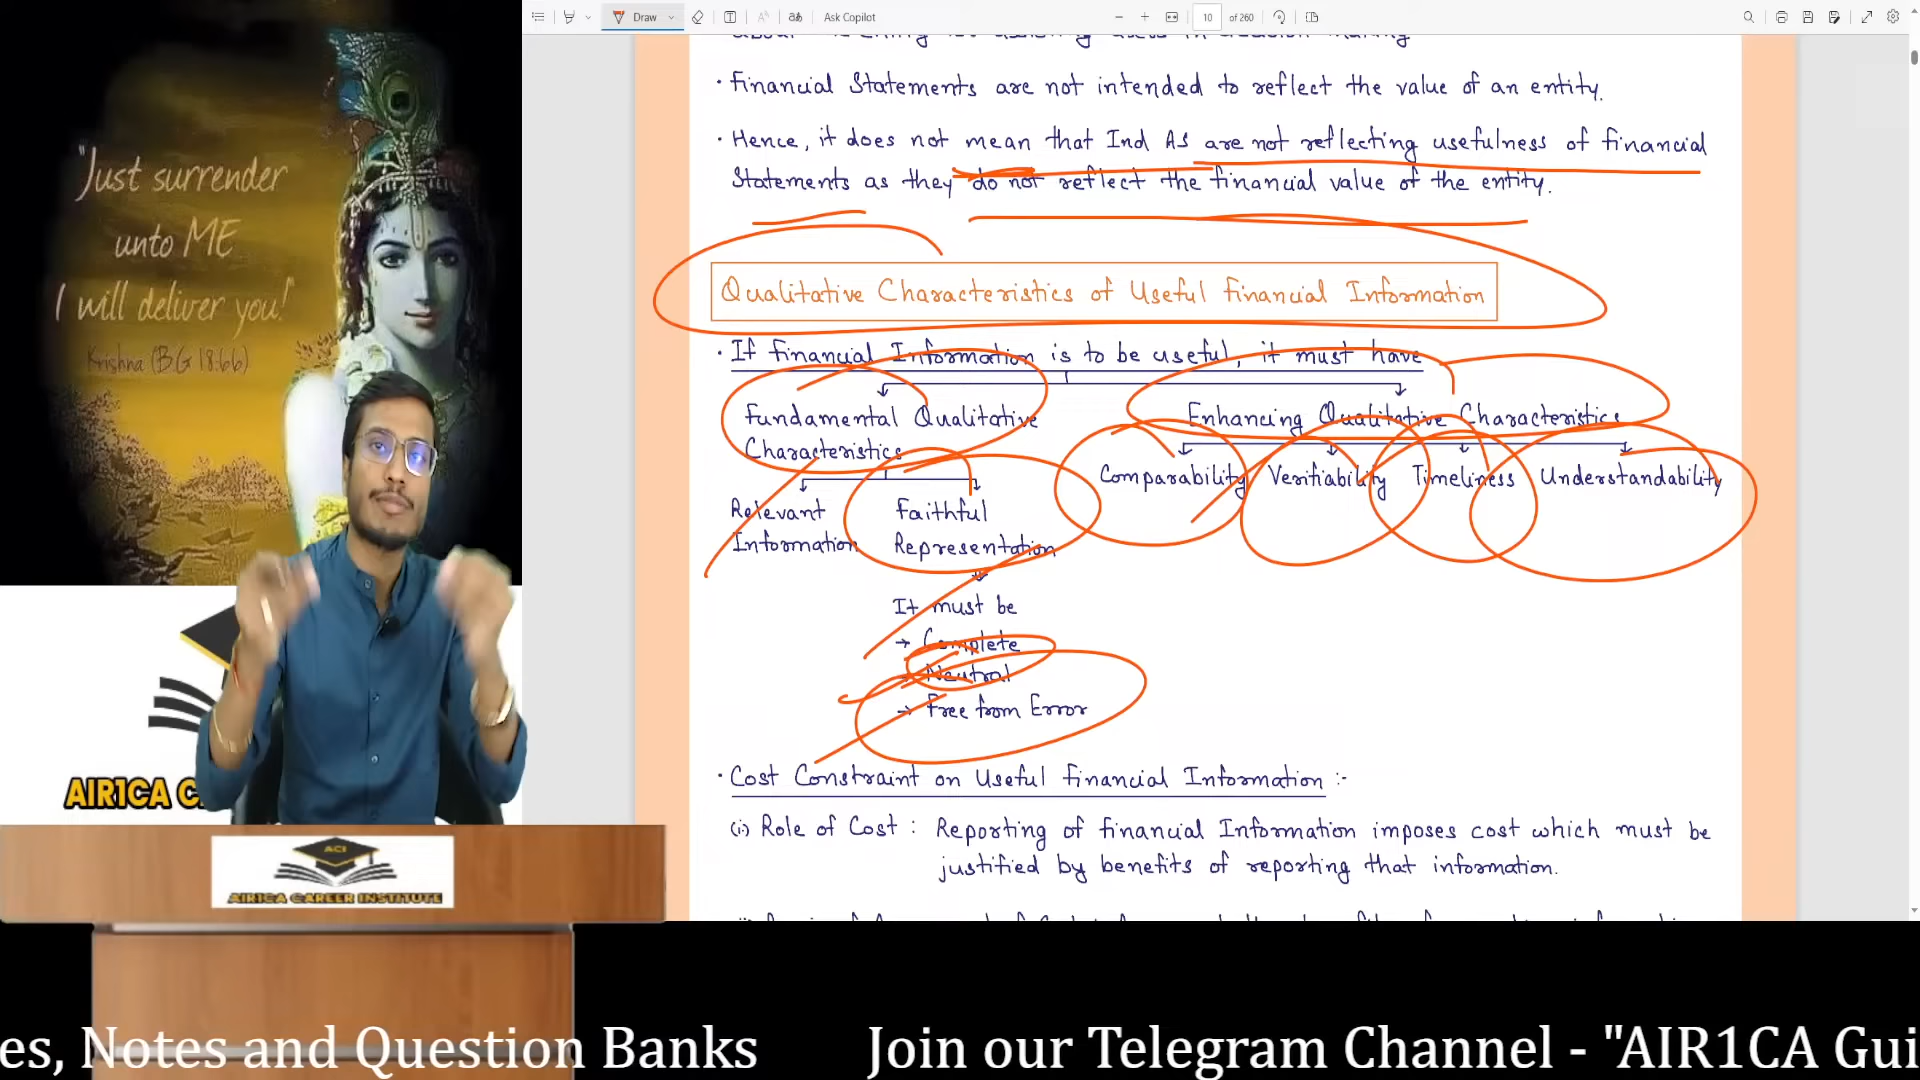 "Just surrender
unto ME
I will deliver you!"
Krishna (B.G 18:66)
AIR1CA C
ACI
AIR1CA CAREER INSTITUTE
Draw
Ask Copilot
10 of 260
• Financial Statements are not intended to reflect the value of an entity.
• Hence, it does not mean that Ind AS are not reflecting usefulness of financial
Statements as they do not reflect the financial value of the entity.
Qualitative Characteristics of Useful Financial Information
• If Financial Information is to be useful, it must have
Fundamental Qualitative
Characteristics
Enhancing Qualitative Characteristics
Relevant
Information
Faithful
Representation
Comparability Verifiability Timeliness Understandability
It must be
→ Complete
→ Neutral
→ Free from Error
• Cost Constraint on Useful Financial Information :-
(i) Role of Cost : Reporting of financial Information imposes cost which must be
justified by benefits of reporting that information.
es, Notes and Question Banks Join our Telegram Channel - "AIR1CA Gui